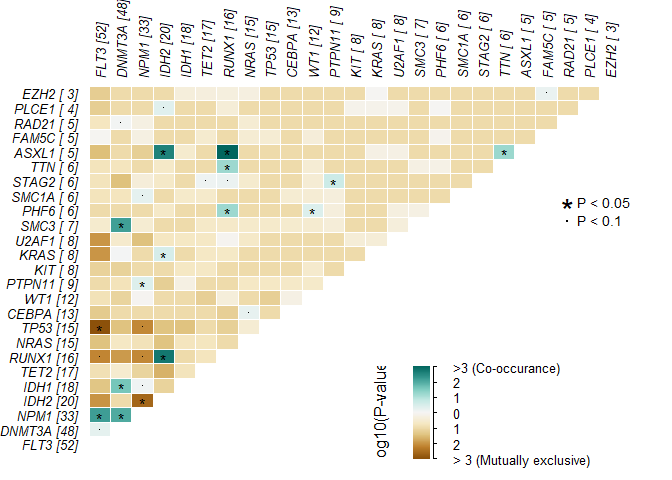 FLT3 [52]
DNMT3A [48]
NPM1 [33]
IDH2 [20]
IDH1 [18]
TET2 [17]
RUNX1 [16]
NRAS [15]
TP53 [15]
CEBPA [13]
WT1 [12]
PTPN11 [ 9]
KIT [ 8]
KRAS [ 8]
U2AF1 [ 8]
SMC3 [ 7]
PHF6 [ 6]
SMC1A [ 6]
STAG2 [ 6]
TTN [ 6]
ASXL1 [ 5]
FAM5C [ 5]
RAD21 [ 5]
PLCE1 [ 4]
EZH2 [ 3]
EZH2 [ 3]
PLCE1 [ 4]
RAD21 [ 5]
FAM5C [ 5]
ASXL1 [ 5]
TTN [ 6]
STAG2 [ 6]
SMC1A [ 6]
PHF6 [ 6]
SMC3 [ 7]
U2AF1 [ 8]
KRAS [ 8]
KIT [ 8]
PTPN11 [ 9]
WT1 [12]
CEBPA [13]
TP53 [15]
NRAS [15]
RUNX1 [16]
TET2 [17]
IDH1 [18]
IDH2 [20]
NPM1 [33]
DNMT3A [48]
FLT3 [52]
* P < 0.05
· P < 0.1
og10(P-value
>3 (Co-occurance)
2
1
0
1
2
> 3 (Mutually exclusive)